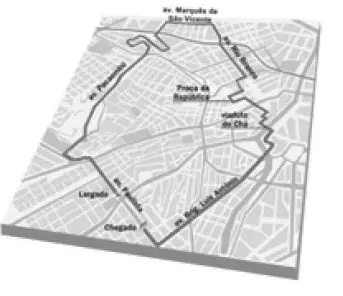 av. Marquês de
São Vicente
av. Rio Branco
av. Pacaembu
Praça da
República
viaduto
do Chá
av. Paulista
Largada
av. Brig. Luis Antônio
Chegada